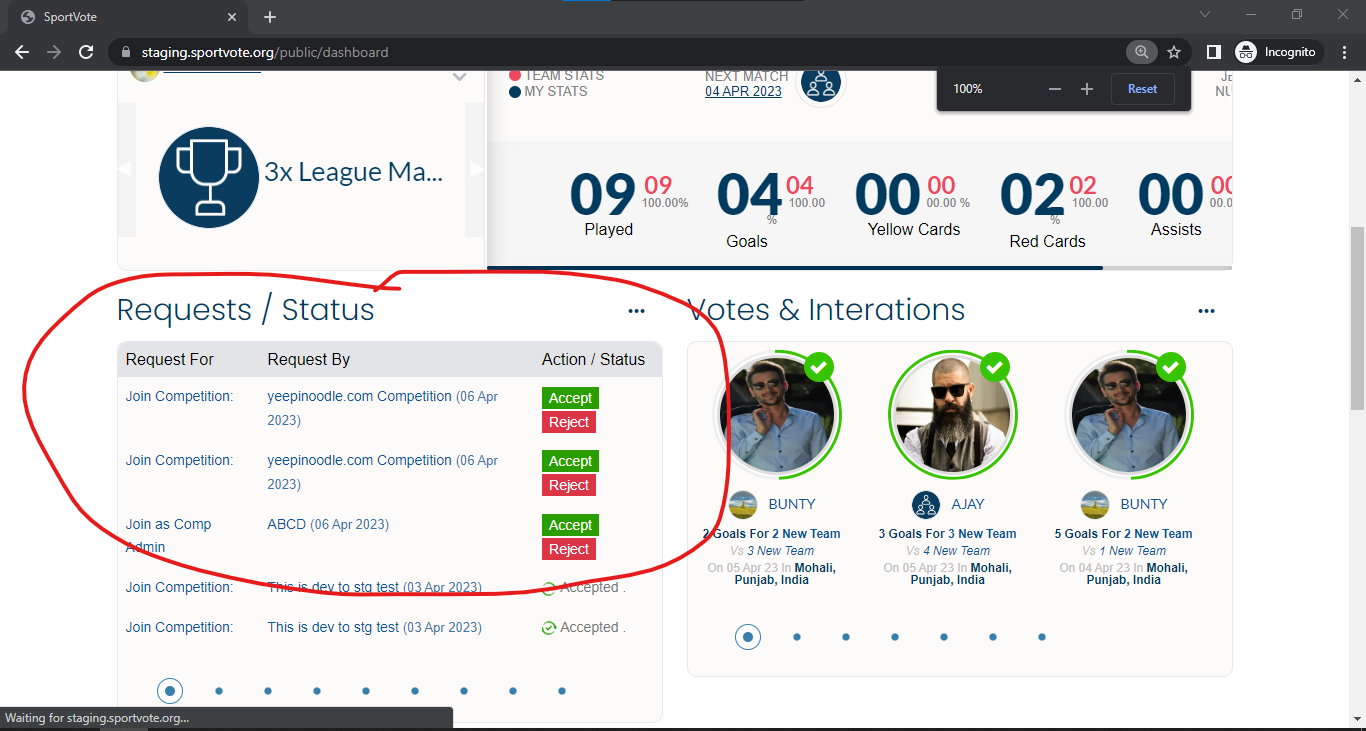 SportVote
staging.sportvote.org/public/dashboard
Incognito
100%
Reset
TEAM STATS
MY STATS
NEXT MATCH
04 APR 2023
3x League Ma...
09 09 100.00%
Played
04 04 100.00 %
Goals
00 00 00.00 %
Yellow Cards
02 02 100.00 %
Red Cards
00
Assists
Requests / Status
Votes & Interations
Request For Request By Action / Status
Join Competition: yeepinoodle.com Competition (06 Apr 2023) Accept
Reject
Join Competition: yeepinoodle.com Competition (06 Apr 2023) Accept
Reject
Join as Comp Admin ABCD (06 Apr 2023) Accept
Reject
Join Competition: This is dev to stg test (03 Apr 2023) Accepted .
Join Competition: This is dev to stg test (03 Apr 2023) Accepted .
BUNTY
2 Goals For 2 New Team
Vs 3 New Team
On 05 Apr 23 In Mohali,
Punjab, India
AJAY
3 Goals For 3 New Team
Vs 4 New Team
On 05 Apr 23 In Mohali,
Punjab, India
BUNTY
5 Goals For 2 New Team
Vs 1 New Team
On 04 Apr 23 In Mohali,
Punjab, India
Waiting for staging.sportvote.org...